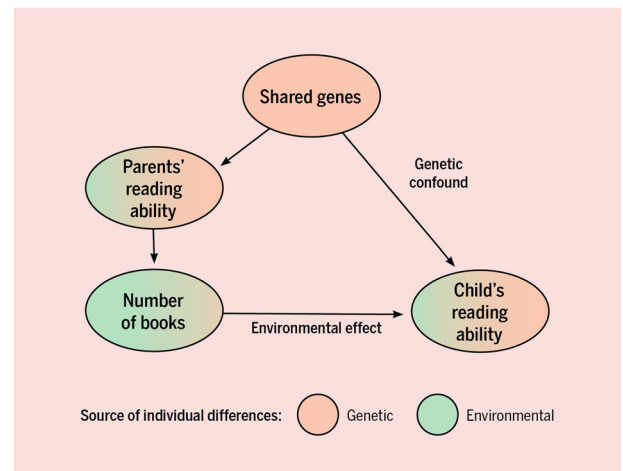 Shared genes
Parents'
reading
ability
Genetic
confound
Number
of books
Child's
reading
ability
Environmental effect
Source of individual differences:
Genetic
Environmental